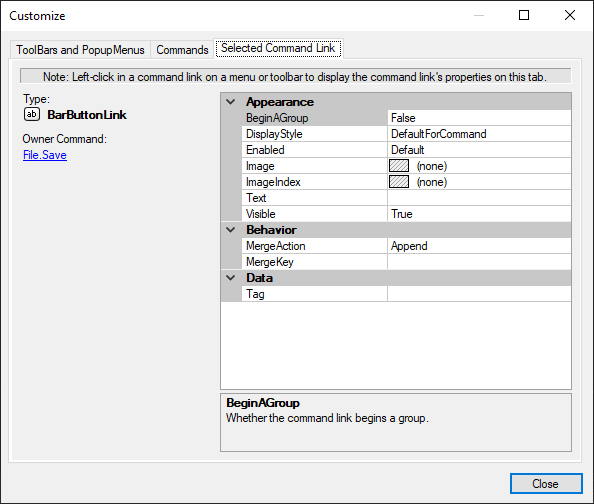 Customize
ToolBars and PopupMenus Commands Selected Command Link
Note: Left-click in a command link on a menu or toolbar to display the command link's properties on this tab.
Type:
ab BarButtonLink
Owner Command:
File.Save
Appearance
BeginAGroup False
DisplayStyle DefaultForCommand
Enabled Default
Image (none)
ImageIndex (none)
Text
Visible True
Behavior
MergeAction Append
MergeKey
Data
Tag
BeginAGroup
Whether the command link begins a group.
Close